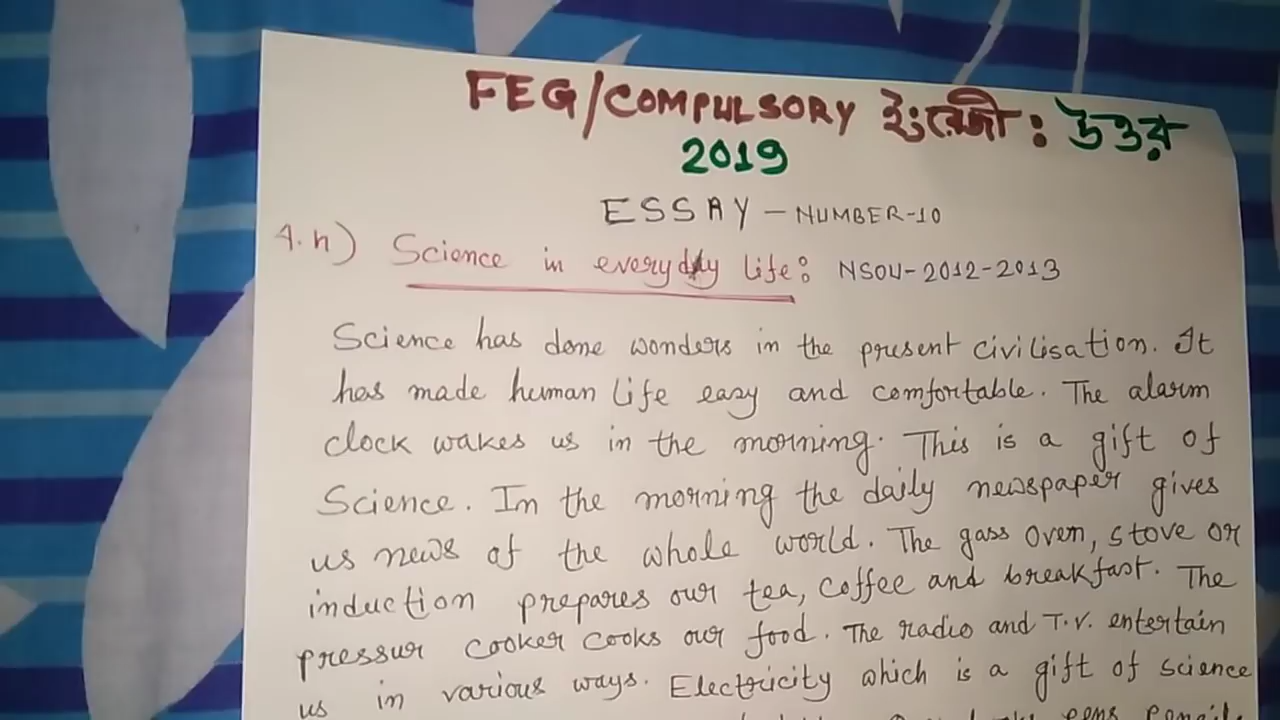 FEG/COMPULSORY ইংরেজী : উত্তর
2019
ESSAY - NUMBER-10
4.h) Science in everyday life: NSOU-2012-2013
Science has done wonders in the present civilisation. It
has made human life easy and comfortable. The alarm
clock wakes us in the morning. This is a gift of
Science. In the morning the daily newspaper gives
us news of the whole world. The gass oven, stove or
induction prepares our tea, coffee and breakfast. The
pressur cooker cooks our food. The radio and T.V. entertain
us in various ways. Electricity which is a gift of science